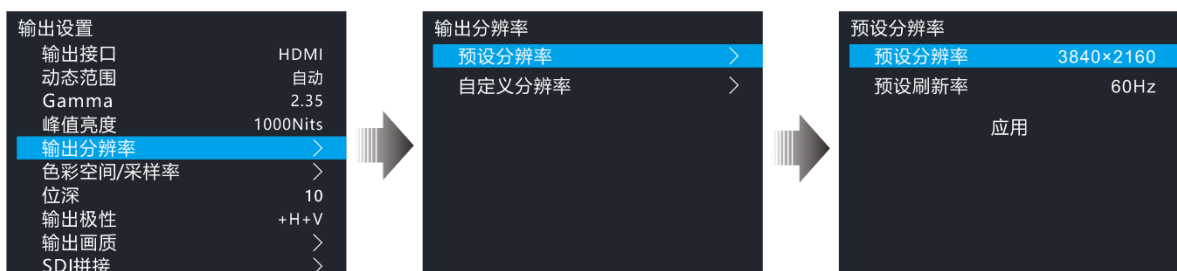 输出设置
输出接口 HDMI
动态范围 自动
Gamma 2.35
峰值亮度 1000Nits
输出分辨率 >
色彩空间/采样率 >
位深 10
输出极性 +H+V
输出画质 >
SDI拼接 >
输出分辨率
预设分辨率 >
自定义分辨率 >
预设分辨率
预设分辨率 3840×2160
预设刷新率 60Hz
应用